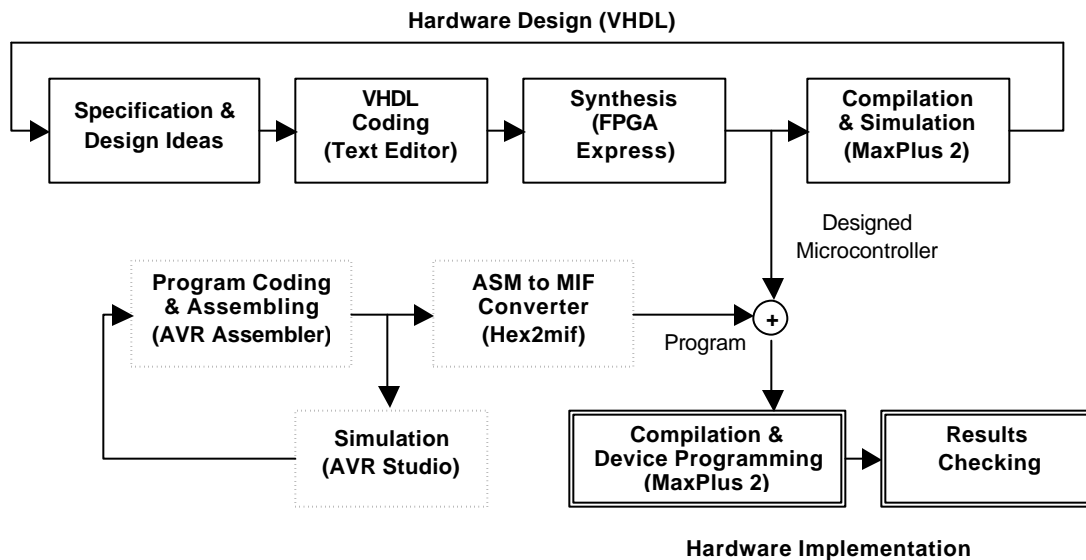 Hardware Design (VHDL)
Specification &
Design Ideas
VHDL
Coding
(Text Editor)
Synthesis
(FPGA
Express)
Compilation
& Simulation
(MaxPlus 2)
Designed
Microcontroller
Program Coding
& Assembling
(AVR Assembler)
ASM to MIF
Converter
(Hex2mif)
Program
+
Simulation
(AVR Studio)
Compilation &
Device Programming
(MaxPlus 2)
Results
Checking
Hardware Implementation